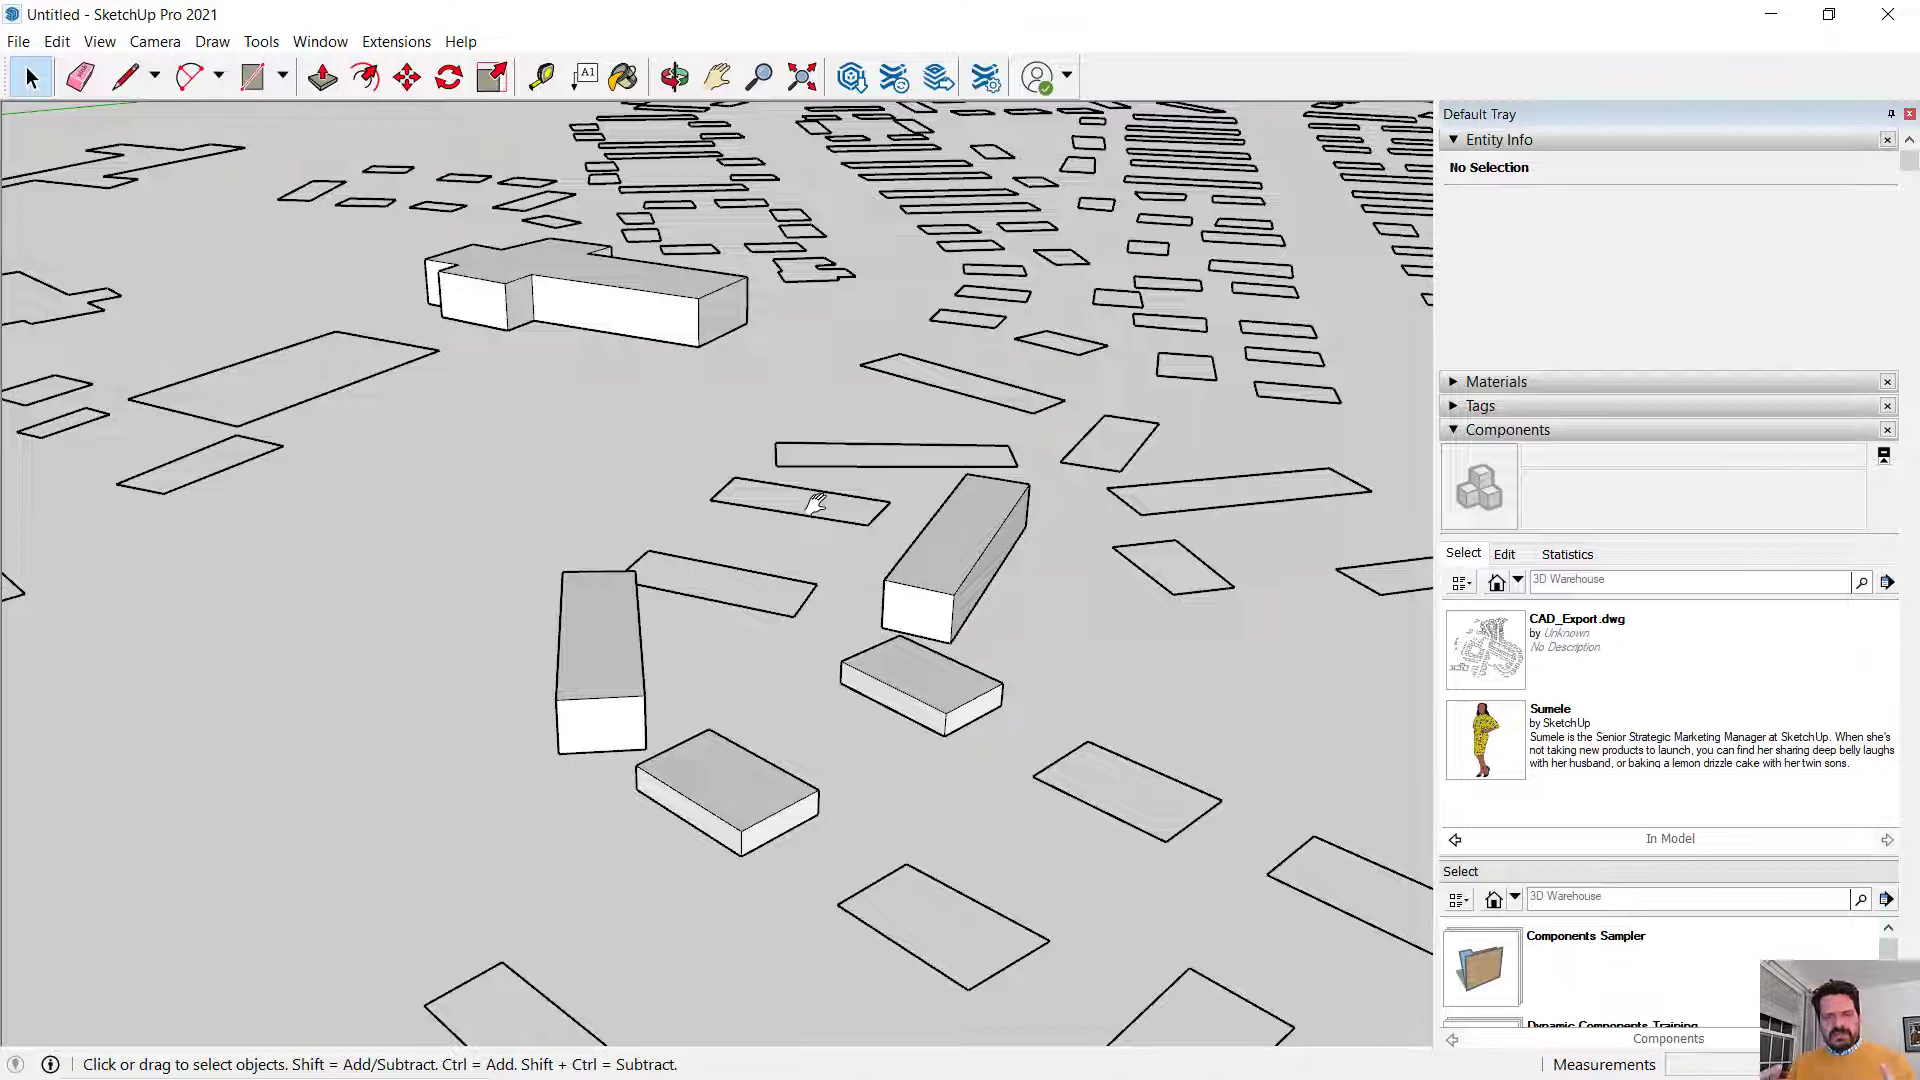 Untitled - SketchUp Pro 2021
File Edit View Camera Draw Tools Window Extensions Help
A1
Default Tray
Entity Info
No Selection
Materials
Tags
Components
Select Edit Statistics
3D Warehouse
CAD_Export.dwg
by Unknown
No Description
Sumele
by SketchUp
Sumele is the Senior Strategic Marketing Manager at SketchUp. When she's
not taking new products to launch, you can find her sharing deep belly laughs
with her husband, or baking a lemon drizzle cake with her twin sons.
In Model
Select
3D Warehouse
Components Sampler
Dynamic Components Training
Components
Click or drag to select objects. Shift = Add/Subtract. Ctrl = Add. Shift + Ctrl = Subtract.
Measurements